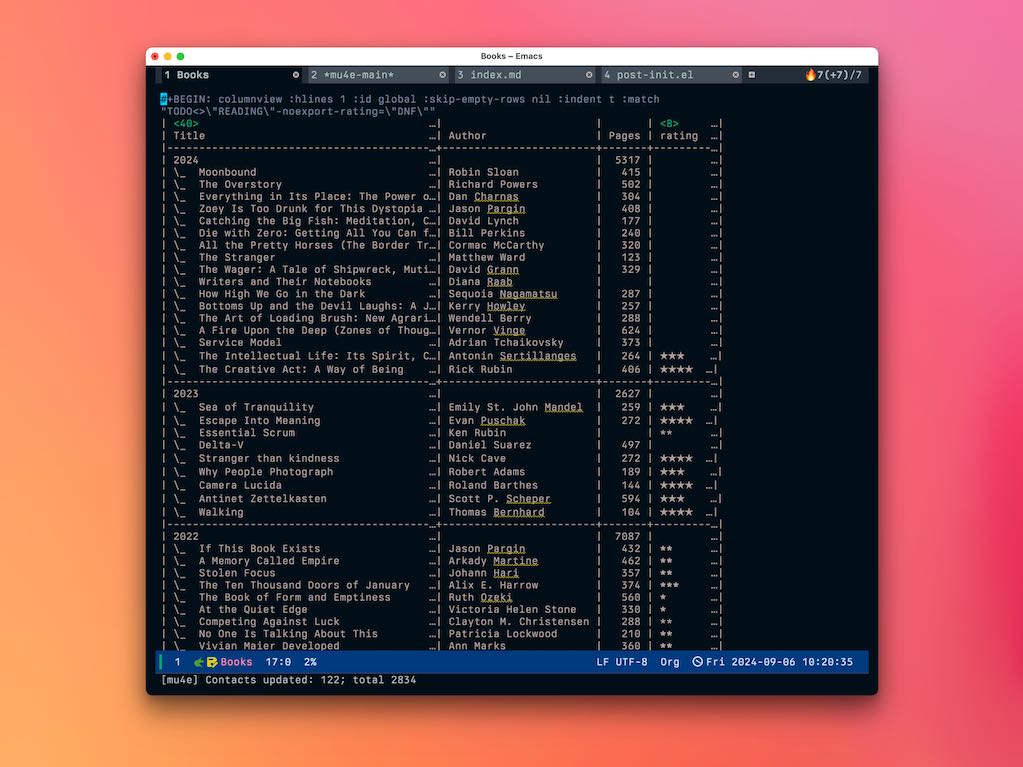 Books — Emacs
1 Books 2 *mu4e-main* 3 index.md 4 post-init.el 7(+7)/7
#+BEGIN: columnview :hlines 1 :id global :skip-empty-rows nil :indent t :match
"TODO<>\"READING\"-noexport-rating=\"DNF\""
| <40> …| | | <8> …|
| Title …| Author | Pages | rating …|
|-------------------------------------…+----------------------+-------+--------…|
| 2024 …| | 5317 | …|
| \_ Moonbound …| Robin Sloan | 415 | …|
| \_ The Overstory …| Richard Powers | 502 | …|
| \_ Everything in Its Place: The Power o…| Dan Charnas | 304 | …|
| \_ Zoey Is Too Drunk for This Dystopia …| Jason Pargin | 408 | …|
| \_ Catching the Big Fish: Meditation, C…| David Lynch | 177 | …|
| \_ Die with Zero: Getting All You Can f…| Bill Perkins | 240 | …|
| \_ All the Pretty Horses (The Border Tr…| Cormac McCarthy | 320 | …|
| \_ The Stranger …| Matthew Ward | 123 | …|
| \_ The Wager: A Tale of Shipwreck, Muti…| David Grann | 329 | …|
| \_ Writers and Their Notebooks …| Diana Raab | | …|
| \_ How High We Go in the Dark …| Sequoia Nagamatsu | 287 | …|
| \_ Bottoms Up and the Devil Laughs: A J…| Kerry Howley | 257 | …|
| \_ The Art of Loading Brush: New Agrari…| Wendell Berry | 288 | …|
| \_ A Fire Upon the Deep (Zones of Thoug…| Vernor Vinge | 624 | …|
| \_ Service Model …| Adrian Tchaikovsky | 373 | …|
| \_ The Intellectual Life: Its Spirit, C…| Antonin Sertillanges | 264 | ★★★ …|
| \_ The Creative Act: A Way of Being …| Rick Rubin | 406 | ★★★★ …|
|-------------------------------------…+----------------------+-------+--------…|
| 2023 …| | 2627 | …|
| \_ Sea of Tranquility …| Emily St. John Mandel | 259 | ★★★ …|
| \_ Escape Into Meaning …| Evan Puschak | 272 | ★★★★ …|
| \_ Essential Scrum …| Ken Rubin | | ** …|
| \_ Delta-V …| Daniel Suarez | 497 | …|
| \_ Stranger than kindness …| Nick Cave | 272 | ★★★★ …|
| \_ Why People Photograph …| Robert Adams | 189 | ★★★ …|
| \_ Camera Lucida …| Roland Barthes | 144 | ★★★★ …|
| \_ Antinet Zettelkasten …| Scott P. Scheper | 594 | ★★★ …|
| \_ Walking …| Thomas Bernhard | 104 | ★★★★ …|
|-------------------------------------…+----------------------+-------+--------…|
| 2022 …| | 7087 | …|
| \_ If This Book Exists …| Jason Pargin | 432 | ** …|
| \_ A Memory Called Empire …| Arkady Martine | 462 | ** …|
| \_ Stolen Focus …| Johann Hari | 357 | ** …|
| \_ The Ten Thousand Doors of January …| Alix E. Harrow | 374 | *** …|
| \_ The Book of Form and Emptiness …| Ruth Ozeki | 560 | * …|
| \_ At the Quiet Edge …| Victoria Helen Stone | 330 | * …|
| \_ Competing Against Luck …| Clayton M. Christensen | 288 | ** …|
| \_ No One Is Talking About This …| Patricia Lockwood | 210 | ** …|
| \_ Vivian Maier Developed …| Ann Marks | 360 | ** …|
1 Books 17:0 2% LF UTF-8 Org Fri 2024-09-06 10:20:35
[mu4e] Contacts updated: 122; total 2834